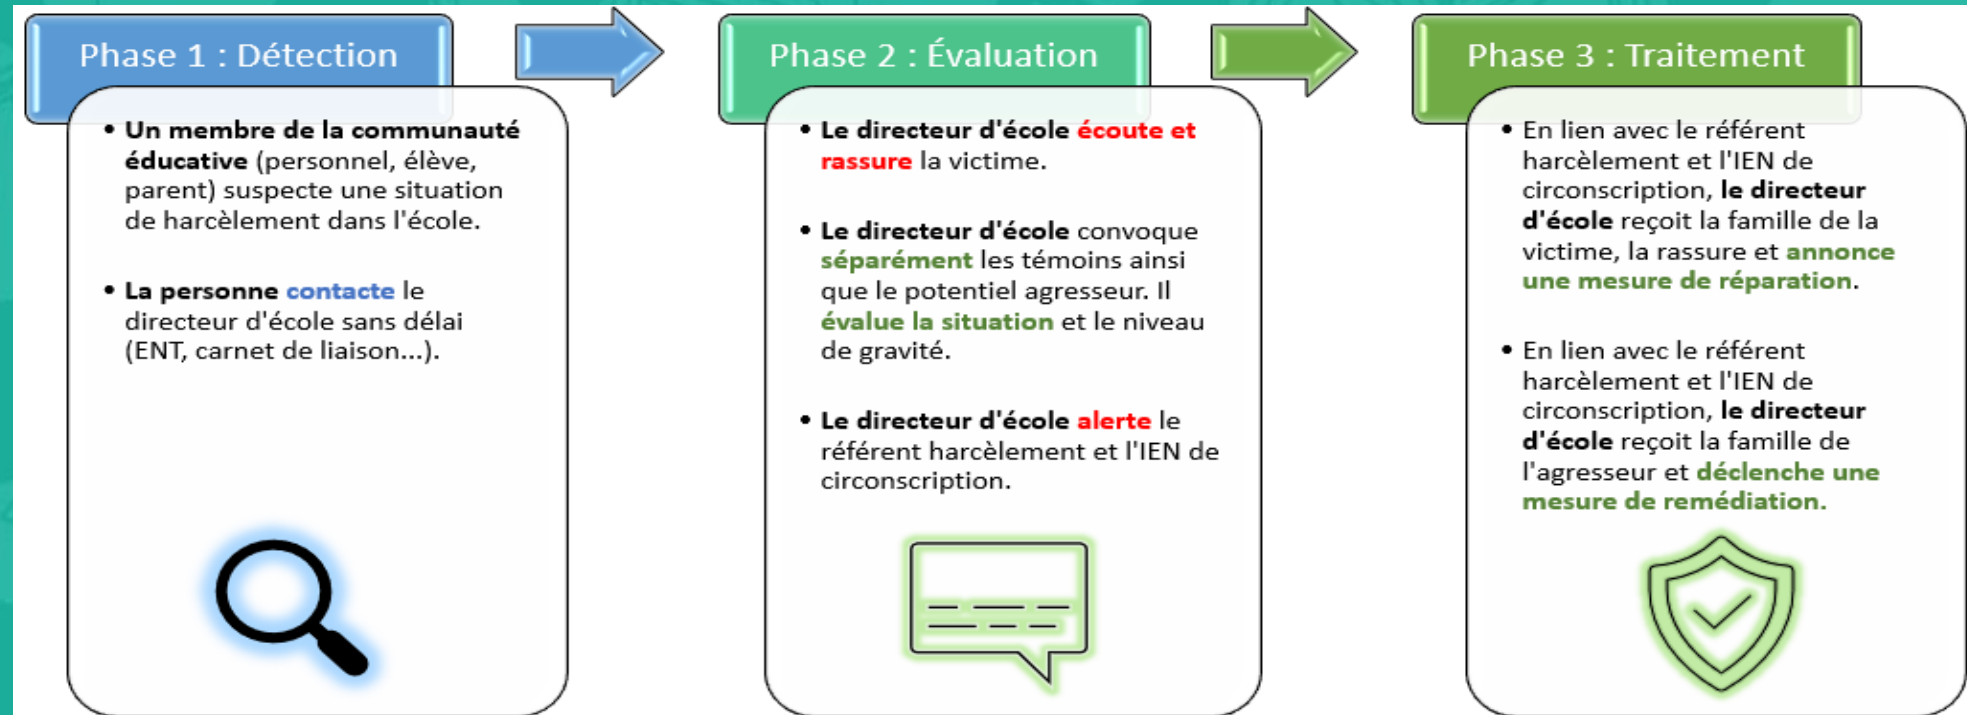 Phase 1 : Détection
• Un membre de la communauté
éducative (personnel, élève,
parent) suspecte une situation
de harcèlement dans l'école.
• La personne contacte le
directeur d'école sans délai
(ENT, carnet de liaison...).
Phase 2 : Évaluation
• Le directeur d'école écoute et
rassure la victime.
• Le directeur d'école convoque
séparément les témoins ainsi
que le potentiel agresseur. Il
évalue la situation et le niveau
de gravité.
• Le directeur d'école alerte le
référent harcèlement et l'IEN de
circonscription.
Phase 3 : Traitement
• En lien avec le référent
harcèlement et l'IEN de
circonscription, le directeur
d'école reçoit la famille de la
victime, la rassure et annonce
une mesure de réparation.
• En lien avec le référent
harcèlement et l'IEN de
circonscription, le directeur
d'école reçoit la famille de
l'agresseur et déclenche une
mesure de remédiation.